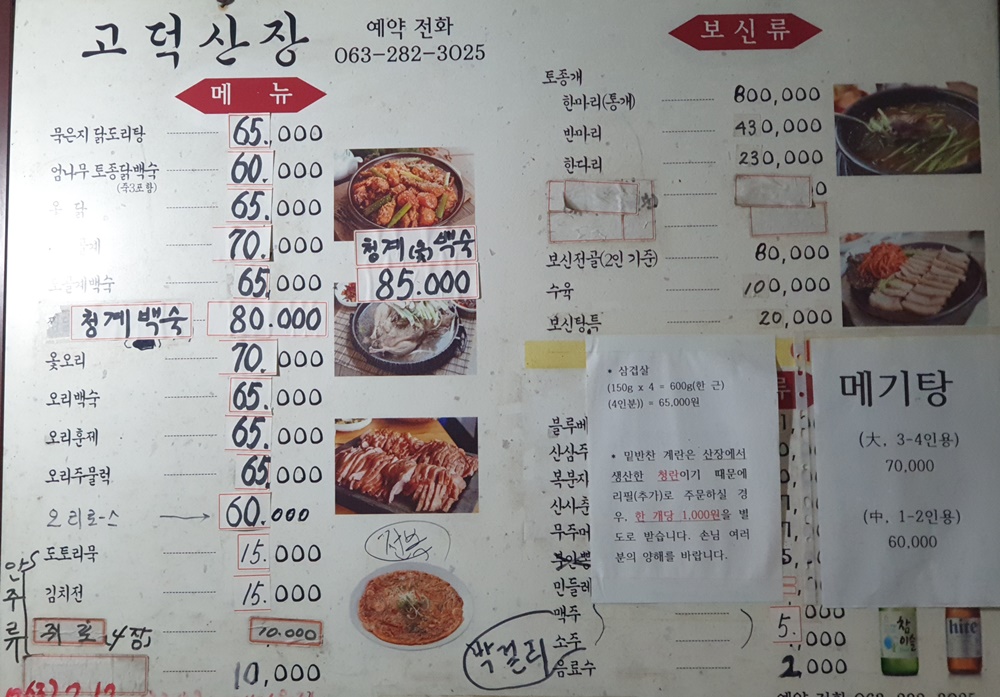 고덕산장
예약 전화
063-282-3025
메뉴
묵은지 닭도리탕 65.000
엄나무 토종닭백숙 60.000
(죽3포함)
옻닭 65.000
70.000
65.000
청계백숙 80.000
옻오리 70.000
오리백숙 65.000
오리훈제 65.000
오리주물럭 65.000
오리로스 60.000
안주류
도토리묵 15.000
김치전 15.000
4장 10.000
10,000
청계(옻)백숙
85.000
보신류
토종개
한마리(통개) 800,000
반마리 430,000
한다리 230,000
0
보신전골(2인 기준) 80,000
수육 100,000
보신탕특 20,000
류
블루베
산삼주
복분자
산사춘
무주머
민들레
맥주
소주 5.000
음료수 2,000
막걸리
• 삼겹살
(150g x 4 = 600g(한 근)
(4인분)) = 65,000원
• 밑반찬 계란은 산장에서
생산한 청란이기 때문에
리필(추가)로 주문하실 경
우, 한 개당 1,000원을 별
도로 받습니다. 손님 여러
분의 양해를 바랍니다.
메기탕
(大, 3-4인용)
70,000
(中, 1-2인용)
60,000
참이슬
hite
예약 전화 063-282-3025